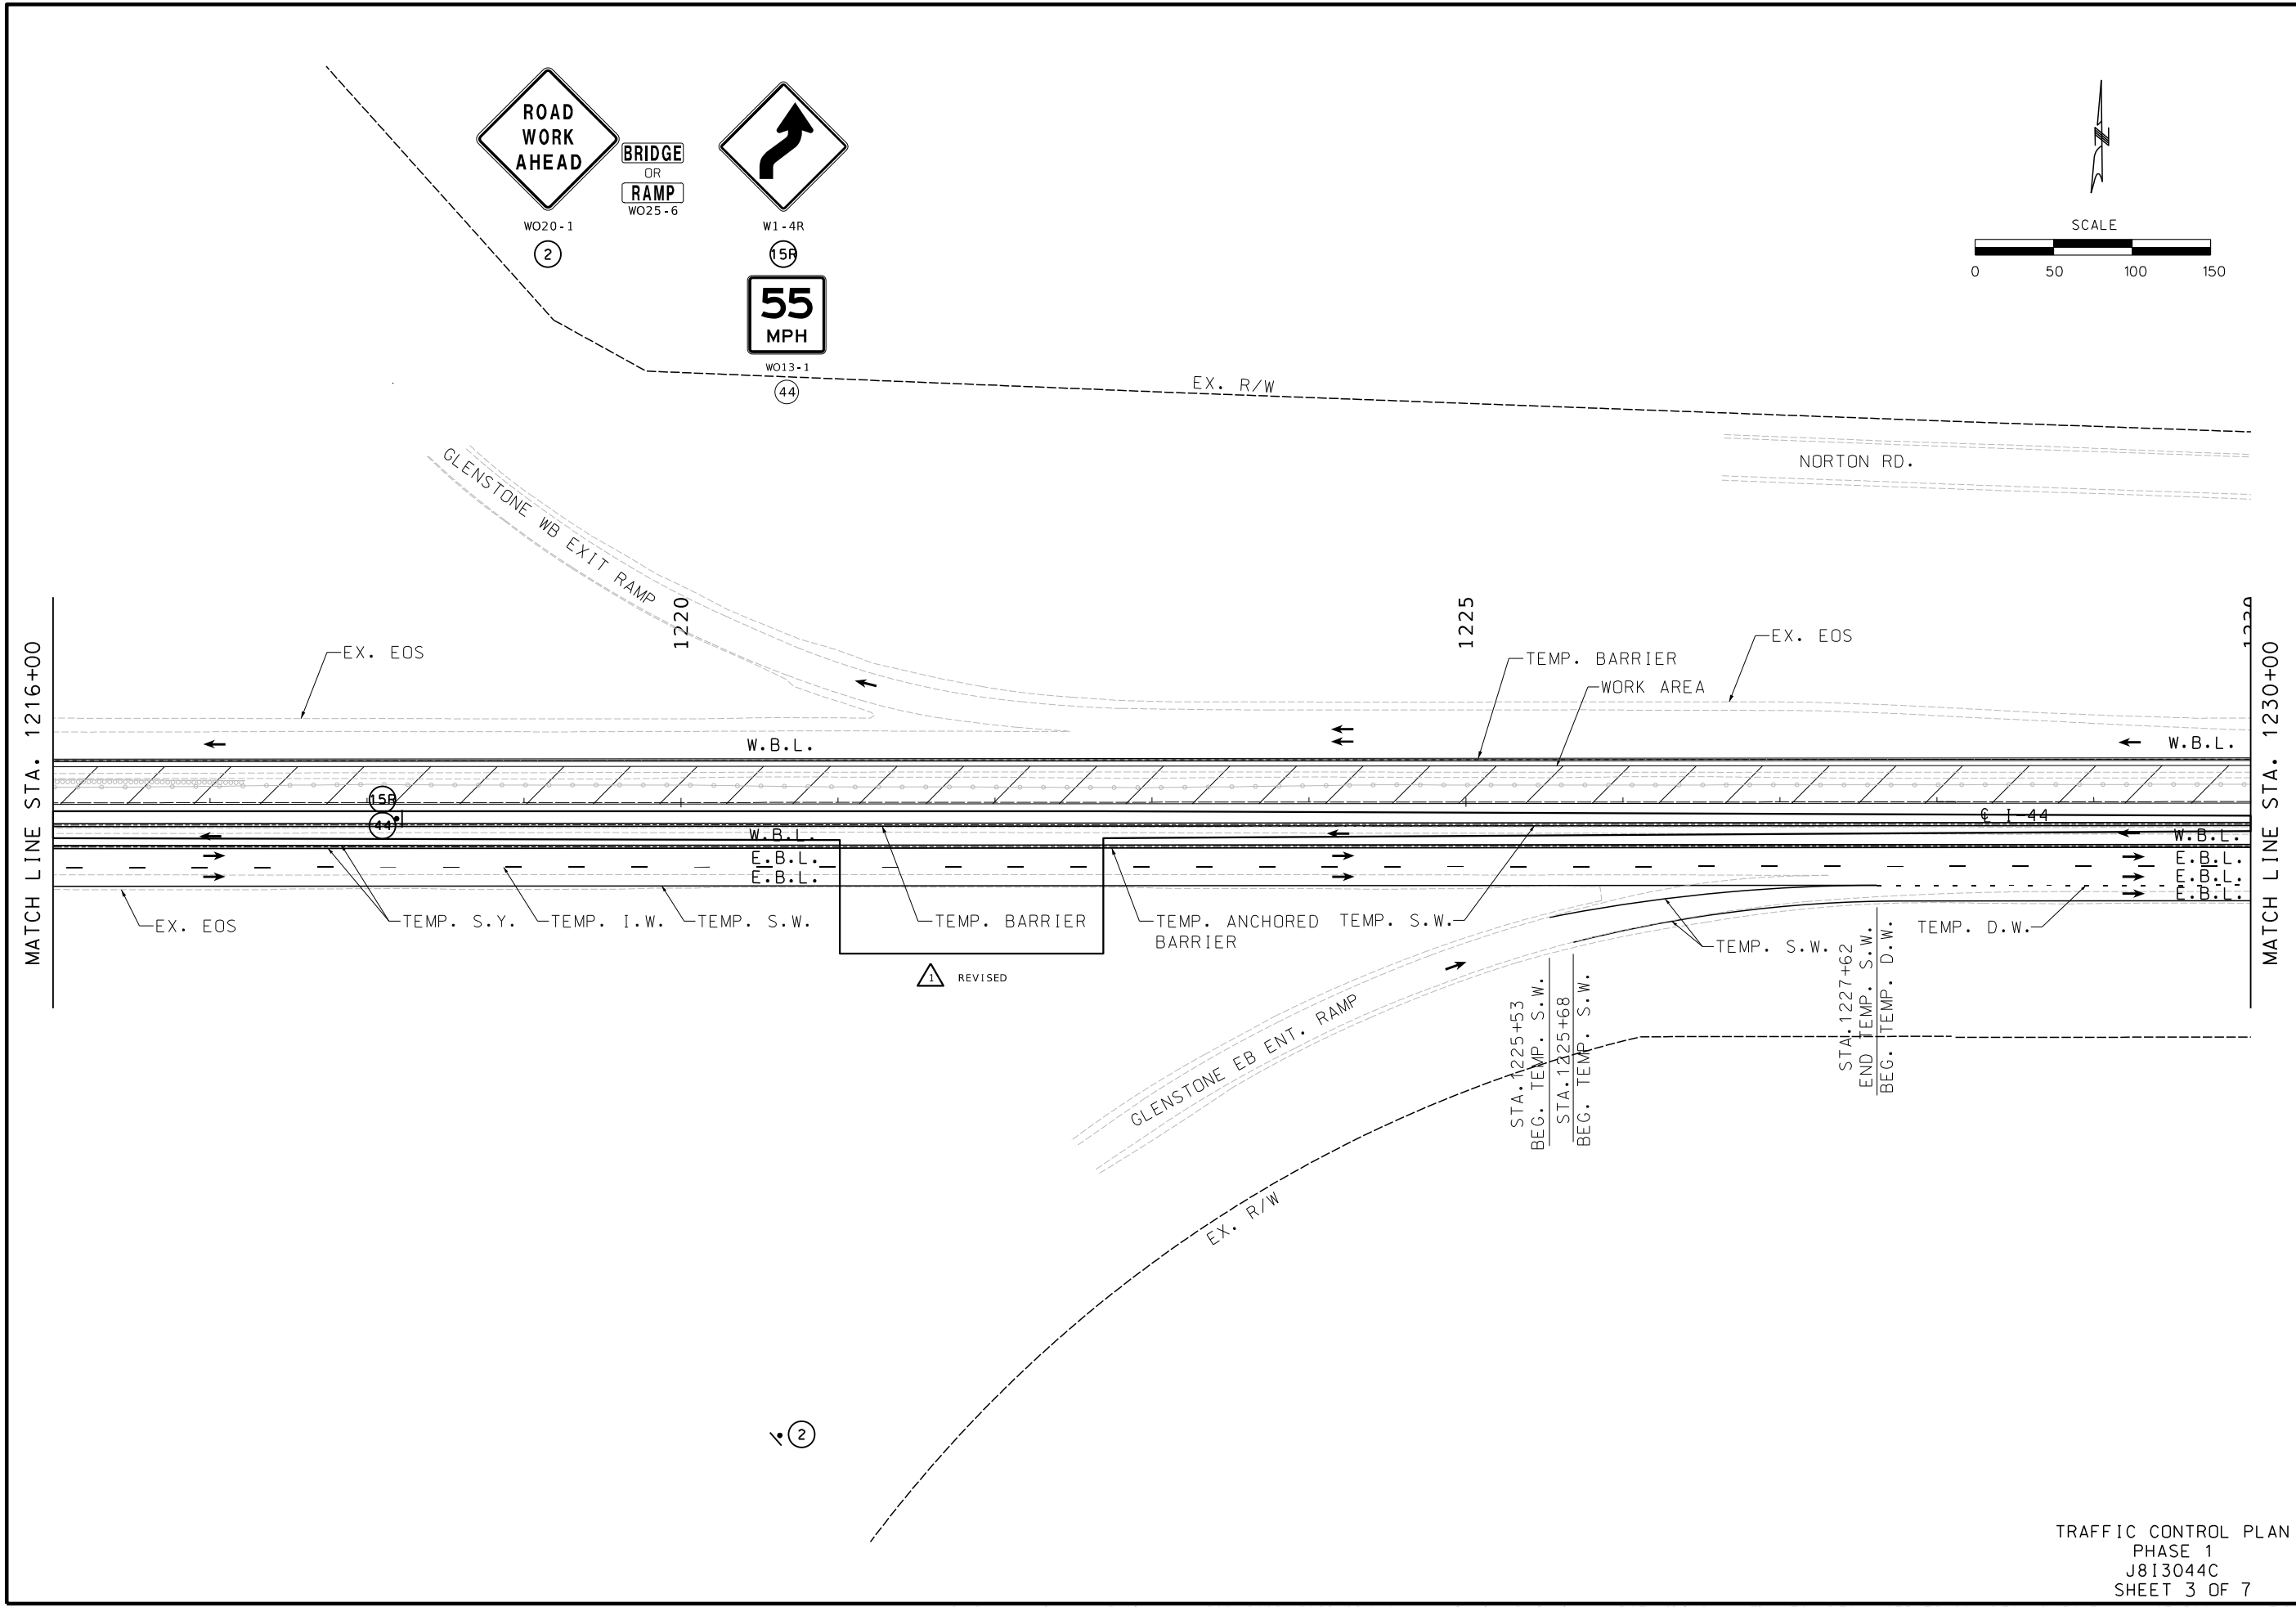 ROAD
WORK
AHEAD
BRIDGE
OR
RAMP
WO25-6
WO20-1
2
W1-4R
15R
55
MPH
WO13-1
44
N
SCALE
0 50 100 150
EX. R/W
NORTON RD.
GLENSTONE WB EXIT RAMP
1220
1225
1230
MATCH LINE STA. 1216+00
MATCH LINE STA. 1230+00
EX. EOS
EX. EOS
TEMP. BARRIER
WORK AREA
W.B.L.
W.B.L.
15R
44
℄ I-44
W.B.L.
W.B.L.
E.B.L.
E.B.L.
E.B.L.
E.B.L.
E.B.L.
EX. EOS
TEMP. S.Y.
TEMP. I.W.
TEMP. S.W.
TEMP. BARRIER
TEMP. ANCHORED
BARRIER
TEMP. S.W.
TEMP. S.W.
TEMP. D.W.
1 REVISED
GLENSTONE EB ENT. RAMP
STA.1225+53
BEG. TEMP. S.W.
STA.1225+68
BEG. TEMP. S.W.
STA.1227+62
END TEMP. S.W.
BEG. TEMP. D.W.
EX. R/W
2
TRAFFIC CONTROL PLAN
PHASE 1
J8I3044C
SHEET 3 OF 7